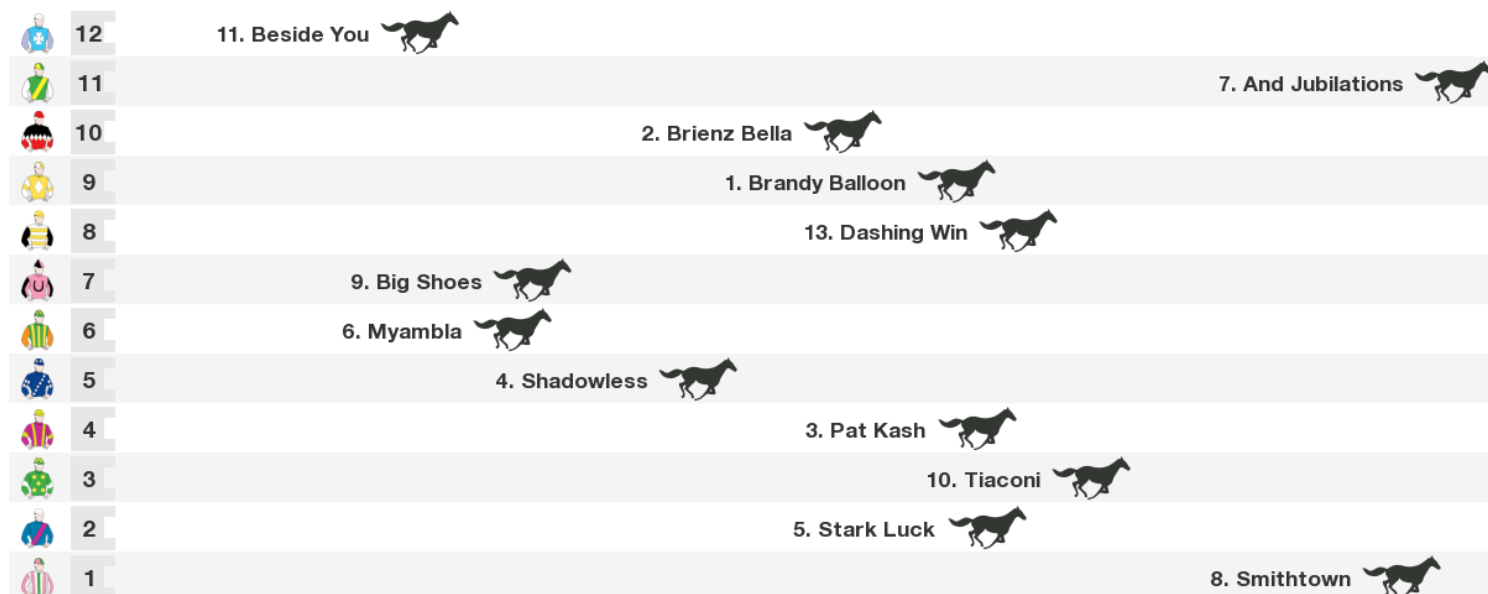 12 11. Beside You
11 7. And Jubilations
10 2. Brienz Bella
9 1. Brandy Balloon
8 13. Dashing Win
7 9. Big Shoes
6 6. Myambla
5 4. Shadowless
4 3. Pat Kash
3 10. Tiaconi
2 5. Stark Luck
1 8. Smithtown